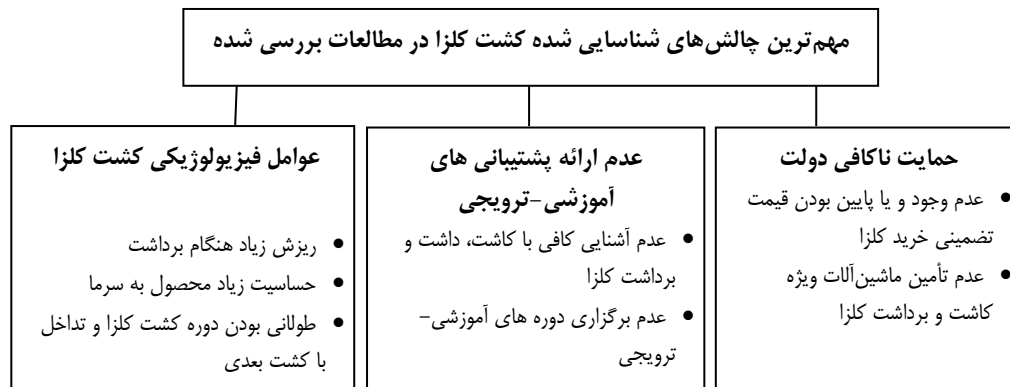 مهم‌ترین چالش‌های شناسایی شده کشت کلزا در مطالعات بررسی شده
حمایت ناکافی دولت
• عدم وجود و یا پایین بودن قیمت
تضمینی خرید کلزا
• عدم تأمین ماشین‌آلات ویژه
کاشت و برداشت کلزا
عدم ارائه پشتیبانی های
آموزشی-ترویجی
• عدم آشنایی کافی با کاشت، داشت و
برداشت کلزا
• عدم برگزاری دوره های آموزشی-
ترویجی
عوامل فیزیولوژیکی کشت کلزا
• ریزش زیاد هنگام برداشت
• حساسیت زیاد محصول به سرما
• طولانی بودن دوره کشت کلزا و تداخل
با کشت بعدی